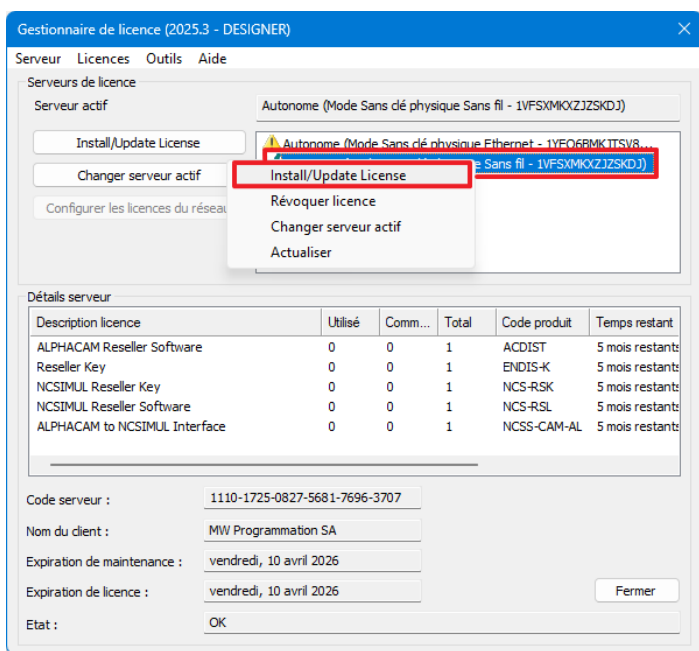 Gestionnaire de licence (2025.3 - DESIGNER)
Serveur Licences Outils Aide
Serveurs de licence
Serveur actif
Autonome (Mode Sans clé physique Sans fil - 1VFSXMKXZJZSKDJ)
Install/Update License
Autonome (Mode Sans clé physique Ethernet - 1YEO6BMKJTSV8...
e Sans fil - 1VFSXMKXZJZSKDJ)
Changer serveur actif
Configurer les licences du réseau
Install/Update License
Révoquer licence
Changer serveur actif
Actualiser
Détails serveur
Description licence Utilisé Comm... Total Code produit Temps restant
ALPHACAM Reseller Software 0 0 1 ACDIST 5 mois restants
Reseller Key 0 0 1 ENDIS-K 5 mois restants
NCSIMUL Reseller Key 0 0 1 NCS-RSK 5 mois restants
NCSIMUL Reseller Software 0 0 1 NCS-RSL 5 mois restants
ALPHACAM to NCSIMUL Interface 0 0 1 NCSS-CAM-AL 5 mois restants
Code serveur : 1110-1725-0827-5681-7696-3707
Nom du client : MW Programmation SA
Expiration de maintenance : vendredi, 10 avril 2026
Expiration de licence : vendredi, 10 avril 2026
Fermer
Etat : OK